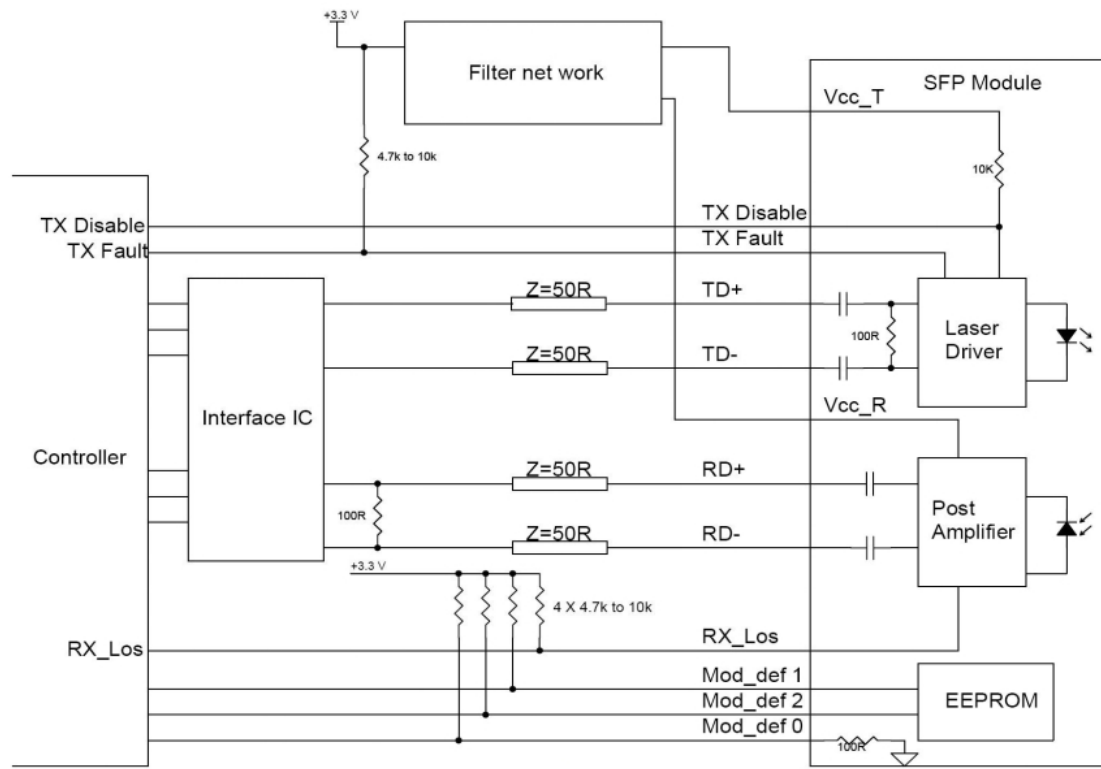 +3.3 V
Filter net work
SFP Module
Vcc_T
4.7k to 10k
10K
TX Disable
TX Disable
TX Fault
TX Fault
Z=50R
TD+
Laser
Driver
100R
Z=50R
TD-
Vcc_R
Interface IC
Controller
Z=50R
RD+
100R
Post
Amplifier
Z=50R
RD-
+3.3 V
4 X 4.7k to 10k
RX_Los
RX_Los
Mod_def 1
Mod_def 2
EEPROM
Mod_def 0
100R